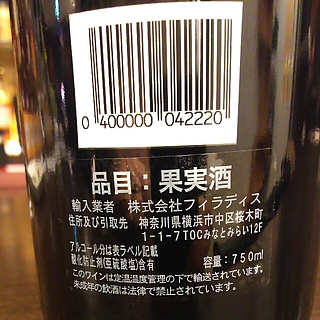 0 400000 042220
品目：果実酒
輸入業者 株式会社フィラディス
住所及び引取先 神奈川県横浜市中区桜木町
1-1-7TOCみなとみらい12F
アルコール分は表ラベル記載
酸化防止剤(亜硫酸塩)含有 容量：750ml
このワインは定温温度管理の下で輸送されています。
未成年の飲酒は法律で禁止されています。